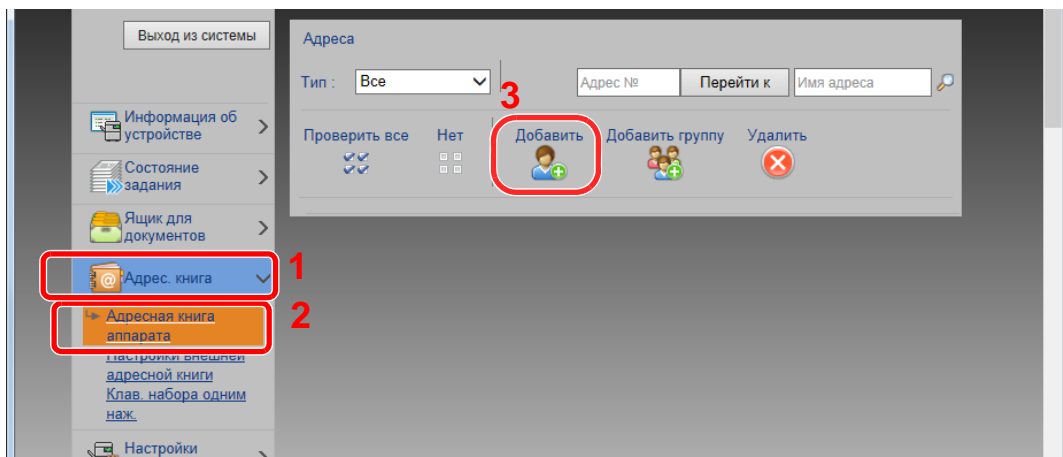 Выход из системы
Информация об
устройстве
Состояние
задания
Ящик для
документов
Адрес. книга
1
Адресная книга
аппарата
2
Настройки внешней
адресной книги
Клав. набора одним
наж.
Настройки
Адреса
Тип :
Все
3
Адрес №
Перейти к
Имя адреса
Проверить все
Нет
Добавить
Добавить группу
Удалить